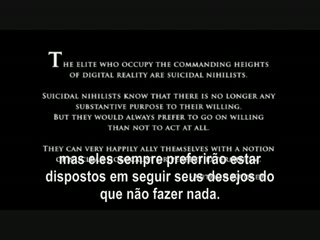 THE ELITE WHO OCCUPY THE COMMANDING HEIGHTS
OF DIGITAL REALITY ARE SUICIDAL NIHILISTS.
SUICIDAL NIHILISTS KNOW THAT THERE IS NO LONGER ANY
SUBSTANTIVE PURPOSE TO THEIR WILLING.
BUT THEY WOULD ALWAYS PREFER TO GO ON WILLING
THAN NOT TO ACT AT ALL.
THEY CAN VERY HAPPILY ALLY THEMSELVES WITH A NOTION
mas eles sempre preferirão estar
dispostos em seguir seus desejos do
que não fazer nada.